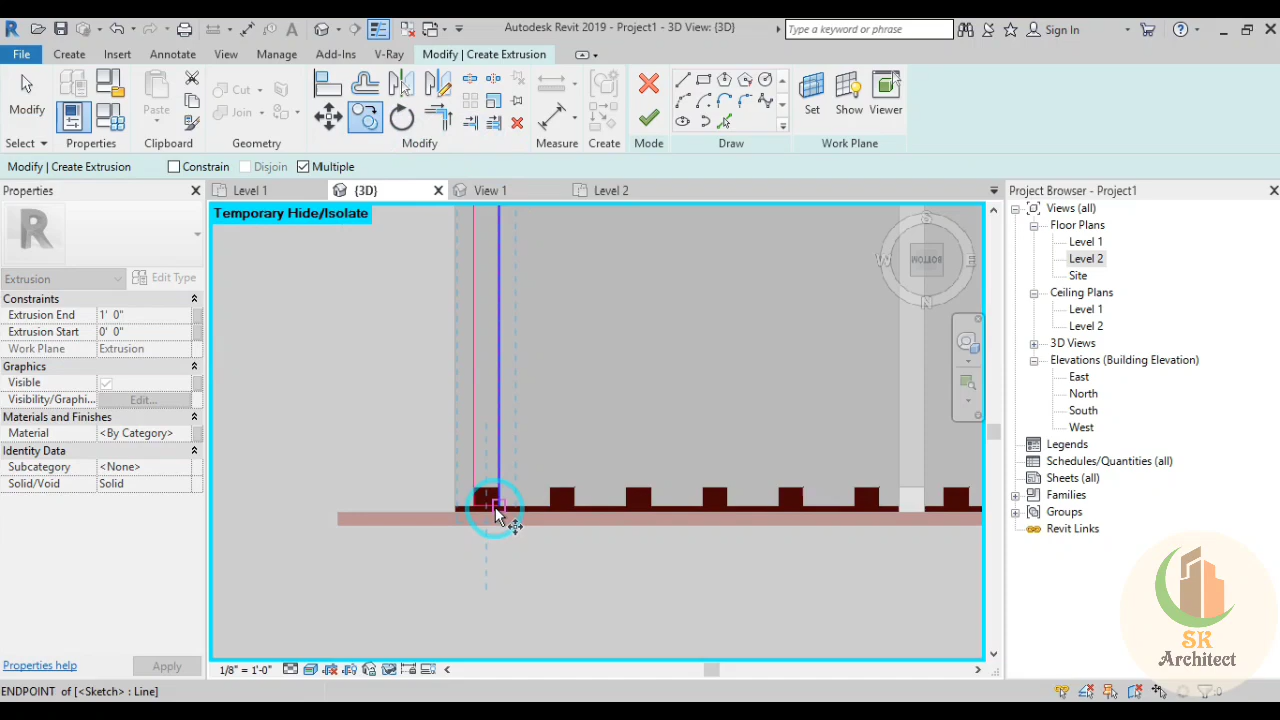 Autodesk Revit 2019 - Project1 - 3D View: {3D}
Type a keyword or phrase
Sign In
File
Create
Insert
Annotate
View
Manage
Add-Ins
V-Ray
Modify | Create Extrusion
Modify
Paste
Cut
Join
Set
Show
Viewer
Select
Properties
Clipboard
Geometry
Modify
Measure
Create
Mode
Draw
Work Plane
Modify | Create Extrusion
Constrain
Disjoin
Multiple
Properties
Level 1
{3D}
View 1
Level 2
Project Browser - Project1
Temporary Hide/Isolate
Extrusion
Edit Type
Constraints
Extrusion End 1' 0"
Extrusion Start 0' 0"
Work Plane Extrusion
Graphics
Visible
Visibility/Graphi... Edit...
Materials and Finishes
Material <By Category>
Identity Data
Subcategory <None>
Solid/Void Solid
Properties help
Apply
S
W
BOTTOM
E
N
Views (all)
Floor Plans
Level 1
Level 2
Site
Ceiling Plans
Level 1
Level 2
3D Views
Elevations (Building Elevation)
East
North
South
West
Legends
Schedules/Quantities (all)
Sheets (all)
Families
Groups
Revit Links
SK
Architect
1/8" = 1'-0"
ENDPOINT of [<Sketch> : Line]
:0